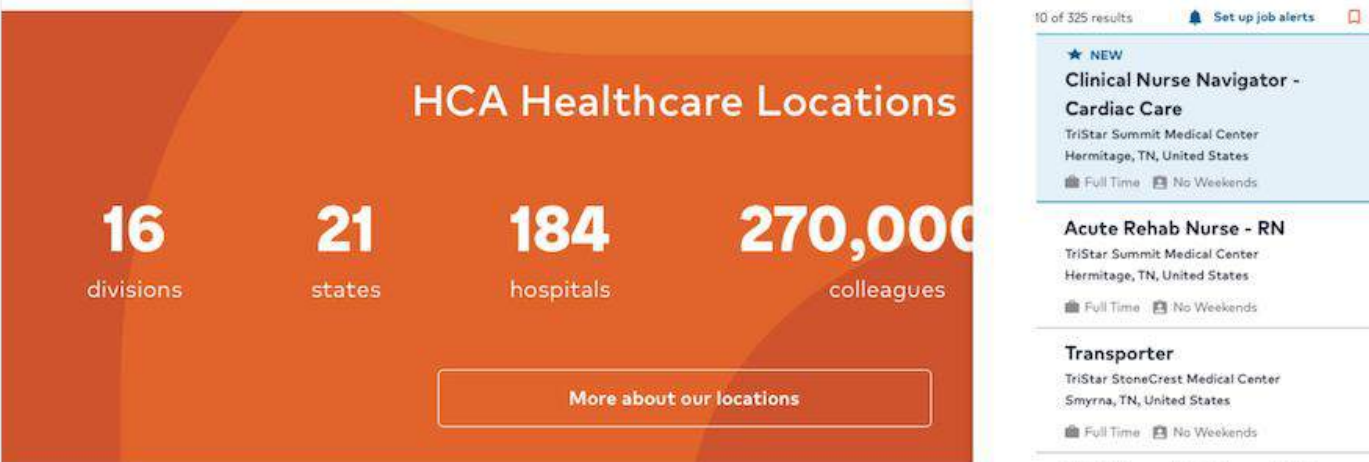 HCA Healthcare Locations
16
divisions
21
states
184
hospitals
270,000
colleagues
More about our locations
10 of 325 results
Set up job alerts
NEW
Clinical Nurse Navigator -
Cardiac Care
TriStar Summit Medical Center
Hermitage, TN, United States
Full Time No Weekends
Acute Rehab Nurse - RN
TriStar Summit Medical Center
Hermitage, TN, United States
Full Time No Weekends
Transporter
TriStar StoneCrest Medical Center
Smyrna, TN, United States
Full Time No Weekends